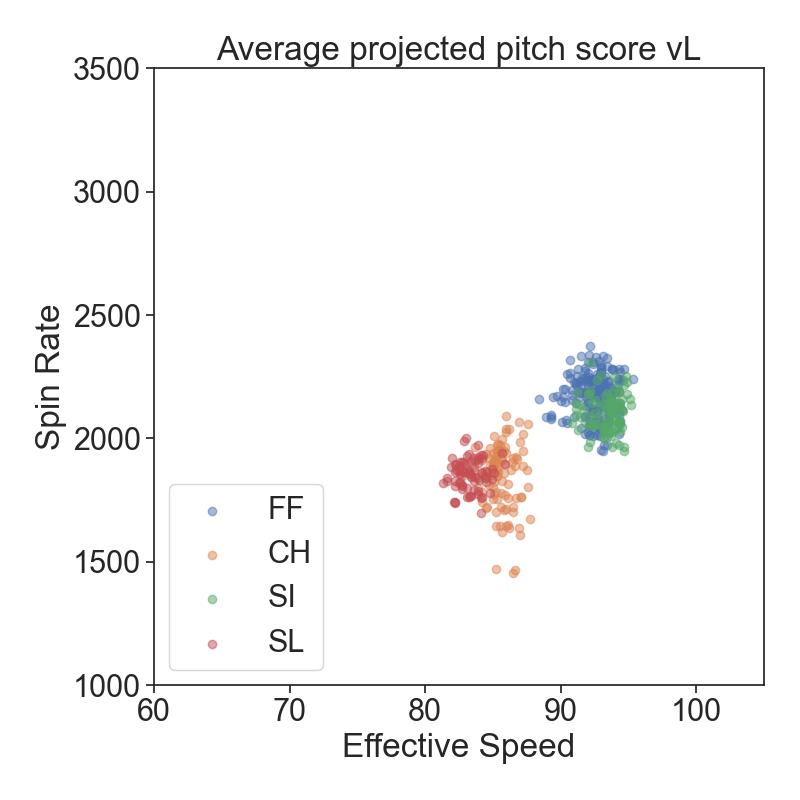 Average projected pitch score vL
3500
3000
2500
2000
1500
1000
Spin Rate
FF
CH
SI
SL
60 70 80 90 100
Effective Speed